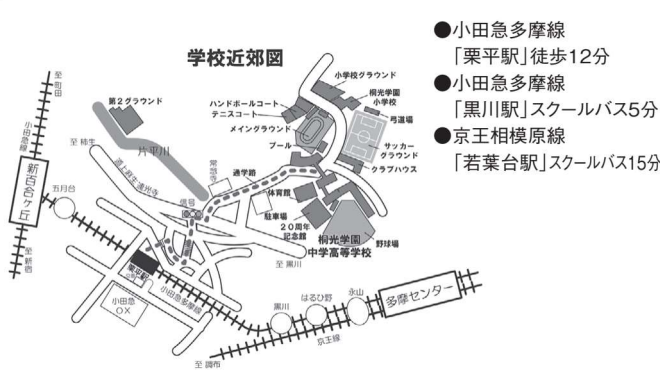 学校近郊図
●小田急多摩線
「栗平駅」徒歩12分
●小田急多摩線
「黒川駅」スクールバス5分
●京王相模原線
「若葉台駅」スクールバス15分
至町田
小田急線
新百合ヶ丘
至新宿
五月台
第2グラウンド
片平川
至 柿生
信号
常念寺
通学路
ハンドボールコート
テニスコート
メイングラウンド
プール
小学校グラウンド
桐光学園
小学校
弓道場
サッカー
グラウンド
クラブハウス
体育館
駐車場
20周年
記念館
桐光学園
中学高等学校
野球場
至 黒川
栗平駅
小田急
OX
小田急多摩線
黒川
はるひ野
永山
多摩センター
京王線
至 調布